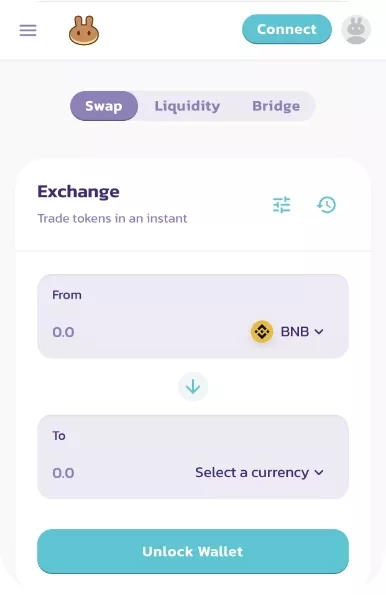 Connect
Swap Liquidity Bridge
Exchange
Trade tokens in an instant
From
0.0 BNB
To
0.0 Select a currency
Unlock Wallet